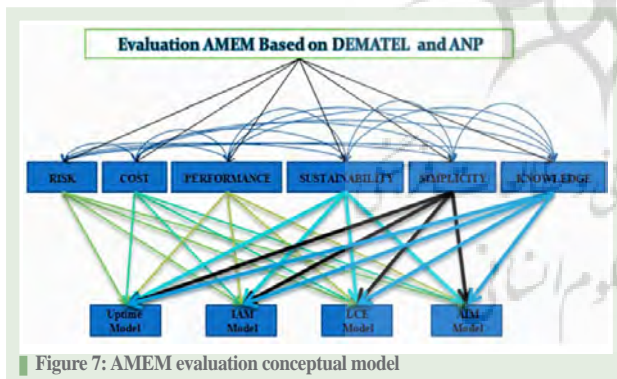 Evaluation AMEM Based on DEMATEL and ANP
RISK COST PERFORMANCE SUSTAINABILITY SIMPLICITY KNOWLEDGE
Uptime Model
IAM Model
LCE Model
AIM Model
Figure 7: AMEM evaluation conceptual model